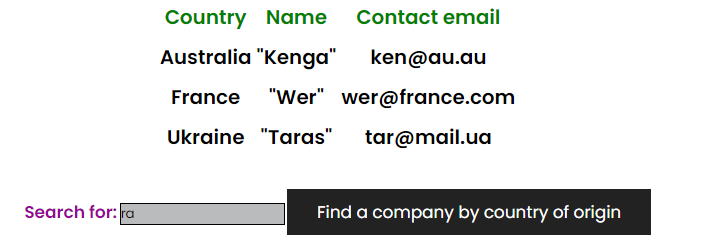 Country Name Contact email
Australia "Kenga" ken@au.au
France "Wer" wer@france.com
Ukraine "Taras" tar@mail.ua
Search for: ra Find a company by country of origin